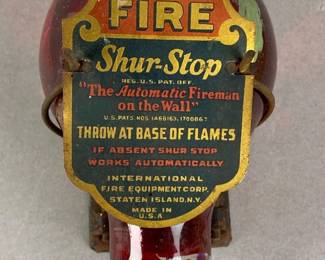 FIRE
Shur-Stop
REG. U.S. PAT. OFF.
"The Automatic Fireman
on the Wall"
U.S. PATS. NOS. 1468163, 1700867
THROW AT BASE OF FLAMES
IF ABSENT SHUR STOP
WORKS AUTOMATICALLY
INTERNATIONAL
FIRE EQUIPMENT CORP.
STATEN ISLAND, N.Y.
MADE IN
U.S.A